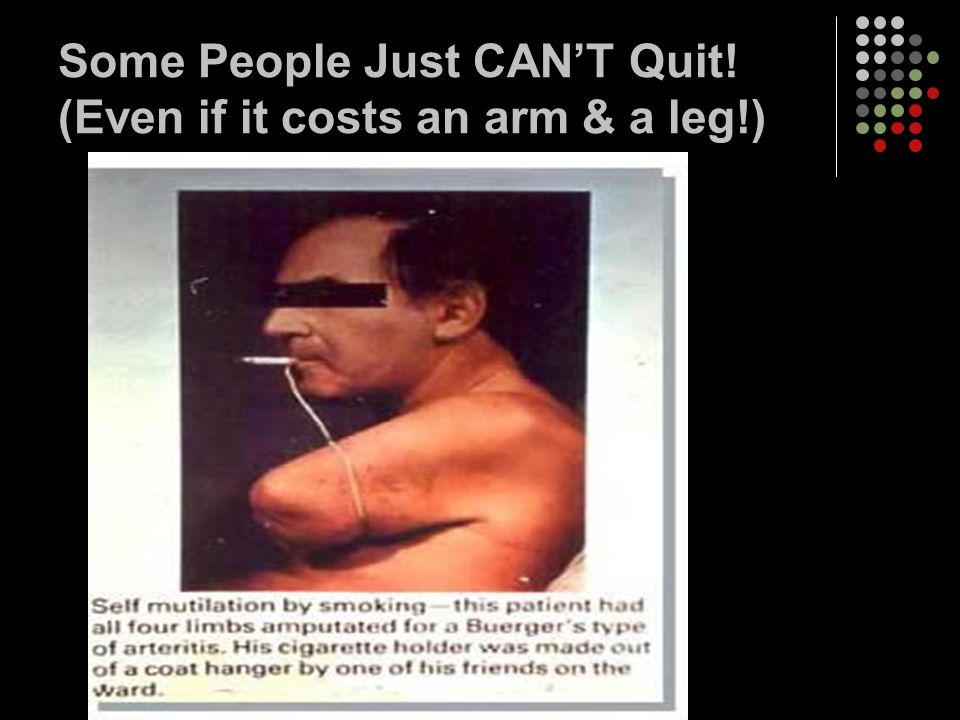 Some People Just CAN’T Quit!
(Even if it costs an arm & a leg!)
Self mutilation by smoking—this patient had
all four limbs amputated for a Buerger's type
of arteritis. His cigarette holder was made out
of a coat hanger by one of his friends on the
ward.